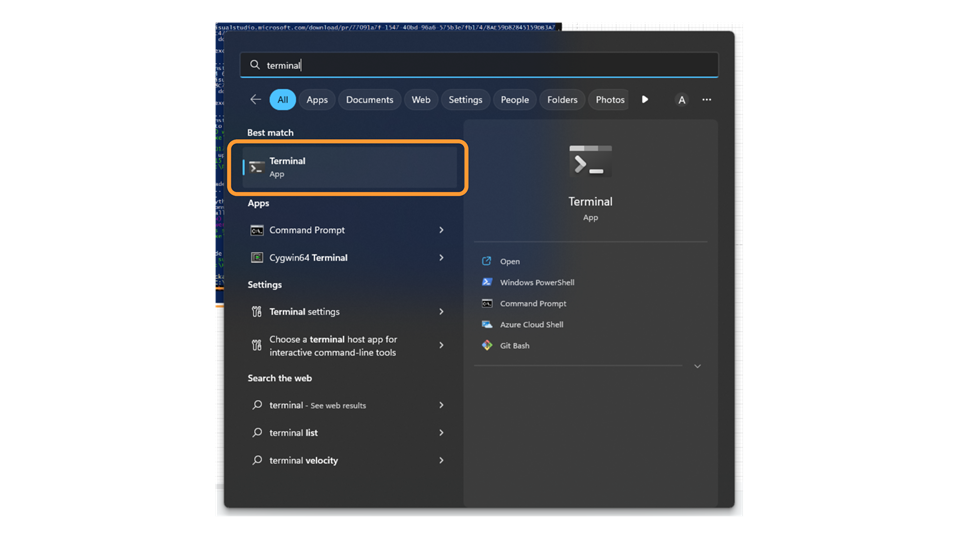 terminal
All Apps Documents Web Settings People Folders Photos A ...
Best match
Terminal
App
Apps
Command Prompt
Cygwin64 Terminal
Settings
Terminal settings
Choose a terminal host app for
interactive command-line tools
Search the web
terminal - See web results
terminal list
terminal velocity
Terminal
App
Open
Windows PowerShell
Command Prompt
Azure Cloud Shell
Git Bash